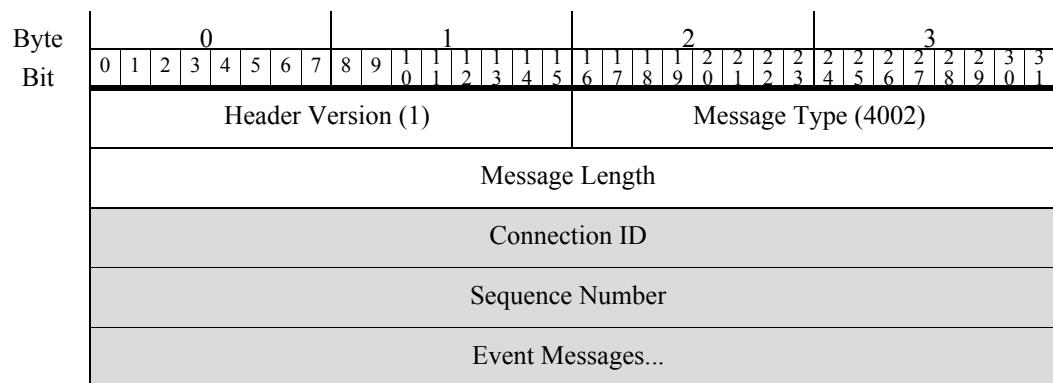 Byte 0 1 2 3
Bit 0 1 2 3 4 5 6 7 8 9 10 11 12 13 14 15 16 17 18 19 20 21 22 23 24 25 26 27 28 29 30 31
Header Version (1) Message Type (4002)
Message Length
Connection ID
Sequence Number
Event Messages...